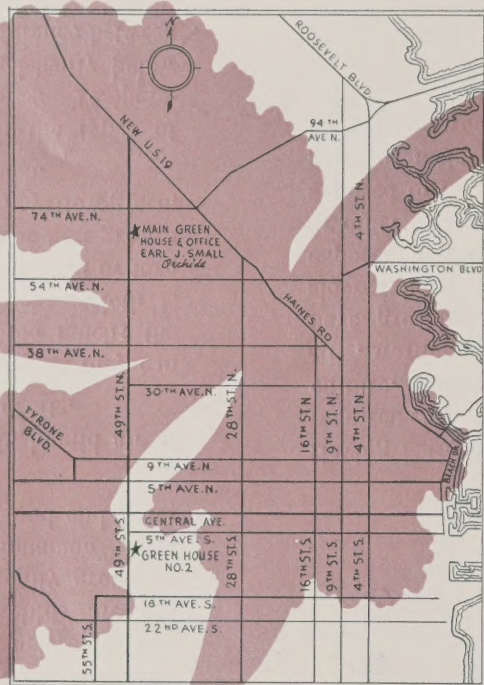 N
ROOSEVELT BLVD.
NEW U.S 19
94TH
AVE N.
4TH ST. N.
74TH AVE. N.
MAIN GREEN
HOUSE & OFFICE
EARL J. SMALL
Orchids
WASHINGTON BLVD
54TH AVE. N.
HAINES RD
38TH AVE. N.
49TH ST. N.
28TH ST. N.
30TH AVE. N.
16TH ST N
9TH ST. N.
4TH ST. N.
TYRONE
BLVD.
BEACH DR.
9TH AVE. N.
5TH AVE. N.
CENTRAL AVE.
5TH AVE. S.
49TH ST. S.
GREEN HOUSE
NO. 2
28TH ST. S.
16TH ST. S.
9TH ST. S.
4TH ST. S.
18TH AVE. S.
22ND AVE. S.
55TH ST. S.